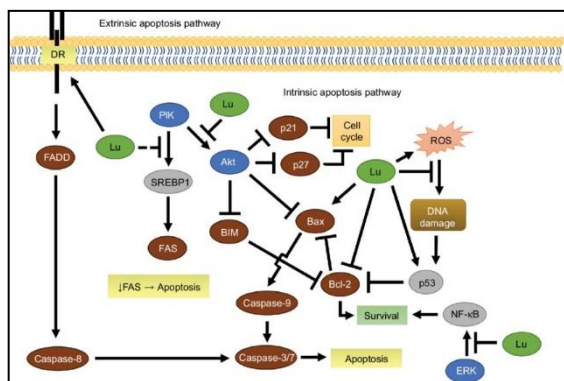 Extrinsic apoptosis pathway
DR
Intrinsic apoptosis pathway
PIK
Lu
p21
Cell
cycle
ROS
FADD
Lu
Akt
p27
Lu
SREBP1
DNA
damage
BIM
Bax
FAS
Bcl-2
p53
↓FAS → Apoptosis
Caspase-9
Survival
NF-κB
Lu
Caspase-8
Caspase-3/7
Apoptosis
ERK